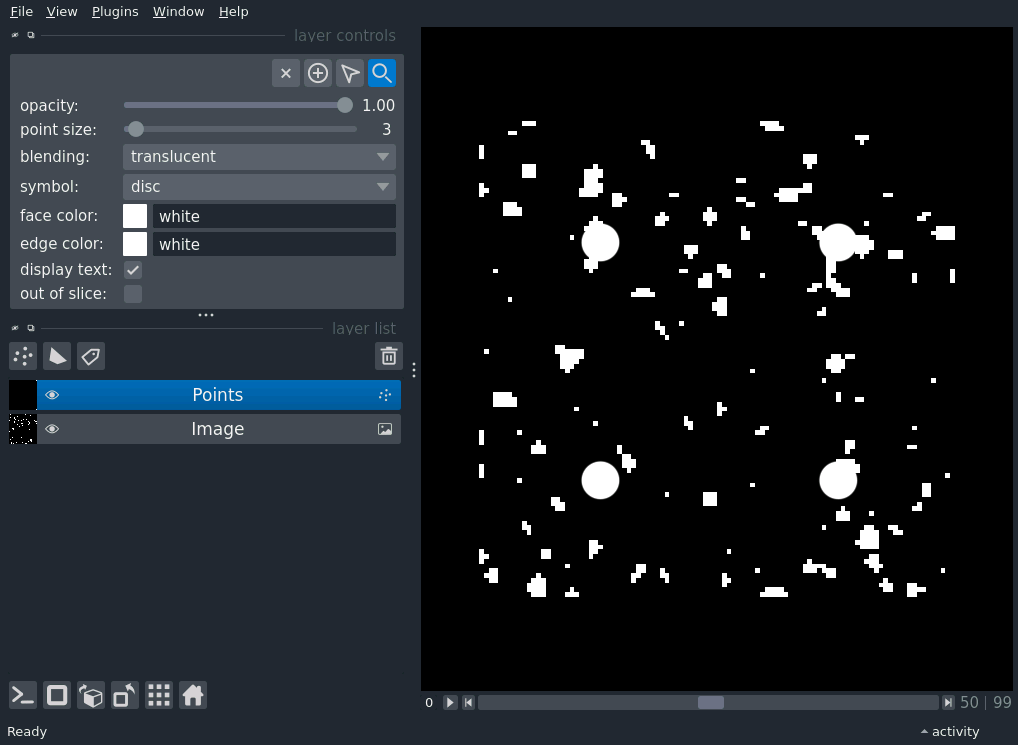 File View Plugins Window Help
layer controls
opacity: 1.00
point size: 3
blending: translucent
symbol: disc
face color: white
edge color: white
display text:
out of slice:
layer list
Points
Image
0 50 | 99
Ready activity